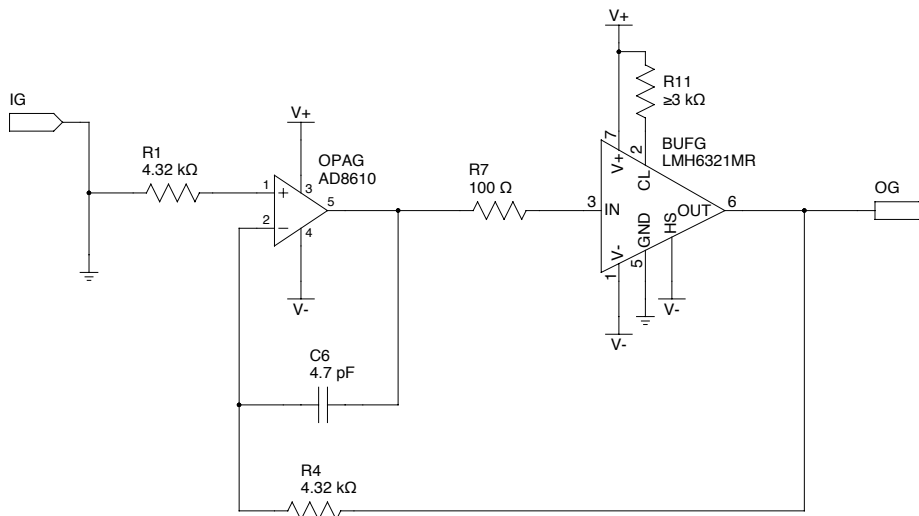 V+
IG
R11
≥3 kΩ
V+
R1
4.32 kΩ
OPAG
AD8610
BUFG
LMH6321MR
7
2
V+
CL
R7
100 Ω
1
+
3
5
2
−
4
3
IN
OUT
6
OG
GND
HS
V-
1
5
V-
V-
V-
C6
4.7 pF
R4
4.32 kΩ